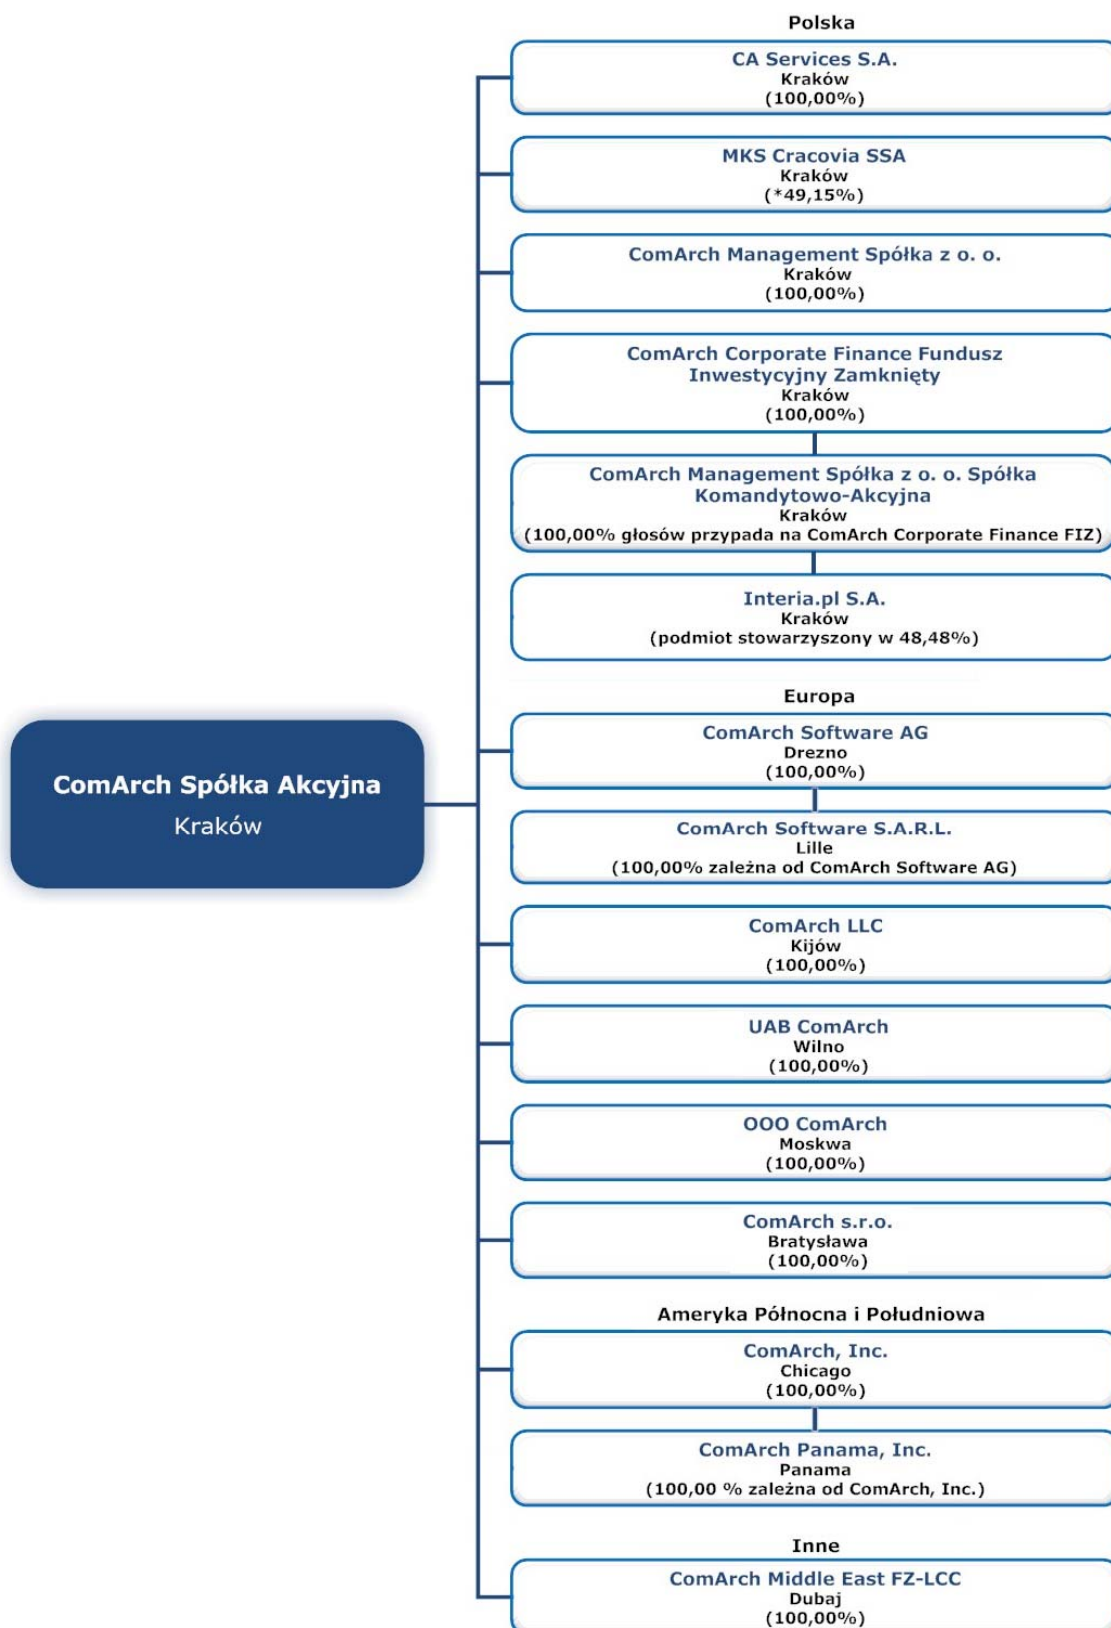 Polska
CA Services S.A.
Kraków
(100,00%)
MKS Cracovia SSA
Kraków
(*49,15%)
ComArch Management Spółka z o. o.
Kraków
(100,00%)
ComArch Corporate Finance Fundusz
Inwestycyjny Zamknięty
Kraków
(100,00%)
ComArch Management Spółka z o. o. Spółka
Komandytowo-Akcyjna
Kraków
(100,00% głosów przypada na ComArch Corporate Finance FIZ)
Interia.pl S.A.
Kraków
(podmiot stowarzyszony w 48,48%)
ComArch Spółka Akcyjna
Kraków
Europa
ComArch Software AG
Drezno
(100,00%)
ComArch Software S.A.R.L.
Lille
(100,00% zależna od ComArch Software AG)
ComArch LLC
Kijów
(100,00%)
UAB ComArch
Wilno
(100,00%)
OOO ComArch
Moskwa
(100,00%)
ComArch s.r.o.
Bratysława
(100,00%)
Ameryka Północna i Południowa
ComArch, Inc.
Chicago
(100,00%)
ComArch Panama, Inc.
Panama
(100,00 % zależna od ComArch, Inc.)
Inne
ComArch Middle East FZ-LCC
Dubaj
(100,00%)